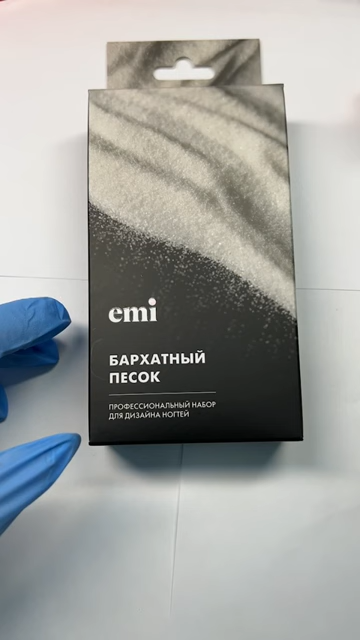 emi
БАРХАТНЫЙ
ПЕСОК
ПРОФЕССИОНАЛЬНЫЙ НАБОР
ДЛЯ ДИЗАЙНА НОГТЕЙ